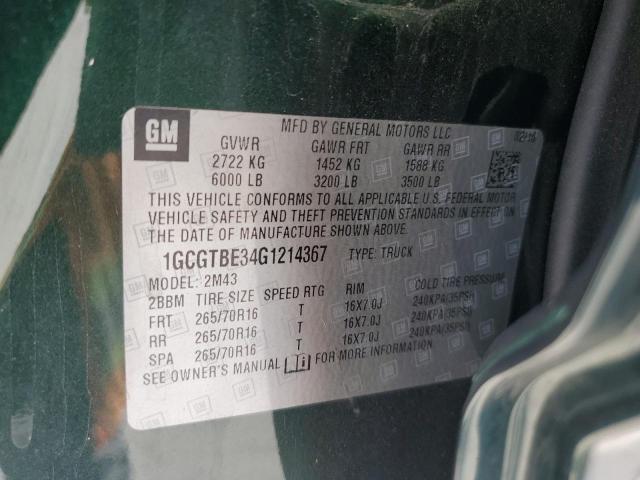 GM
MFD BY GENERAL MOTORS LLC 02/16
GVWR GAWR FRT GAWR RR
2722 KG 1452 KG 1588 KG
6000 LB 3200 LB 3500 LB
THIS VEHICLE CONFORMS TO ALL APPLICABLE U.S. FEDERAL MOTOR
VEHICLE SAFETY AND THEFT PREVENTION STANDARDS IN EFFECT ON
THE DATE OF MANUFACTURE SHOWN ABOVE.
1GCGTBE34G1214367 TYPE: TRUCK
MODEL: 2M43
2BBM TIRE SIZE SPEED RTG RIM COLD TIRE PRESSURE
FRT 265/70R16 T 16X7.0J 240KPA(35PSI)
RR 265/70R16 T 16X7.0J 240KPA(35PSI)
SPA 265/70R16 T 16X7.0J 240KPA(35PSI)
SEE OWNER'S MANUAL FOR MORE INFORMATION